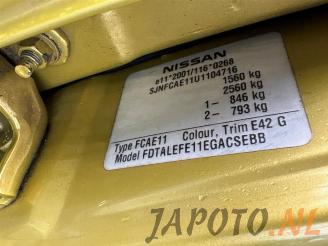 NISSAN
e11*2001/116*0268
SJNFCAE11U1104716
1560 kg
2560 kg
1- 846 kg
2- 793 kg
Type FCAE11 Colour, Trim E42 G
Model FDTALEFE11EGACSEBB
JAPOTO.NL